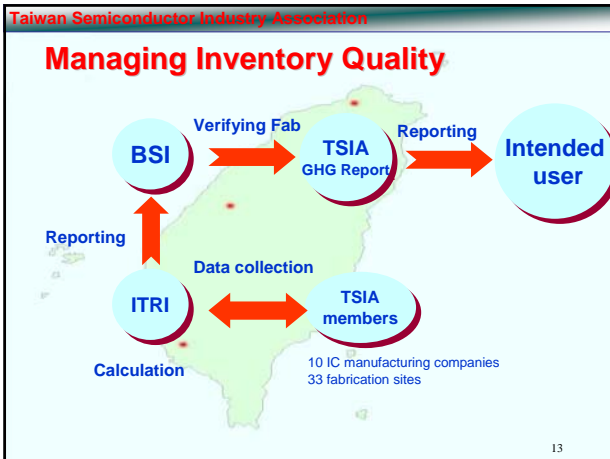 Taiwan Semiconductor Industry Association
Managing Inventory Quality
Verifying Fab
BSI
TSIA
GHG Report
Reporting
Intended
user
Reporting
Data collection
ITRI
TSIA
members
Calculation
10 IC manufacturing companies
33 fabrication sites
13